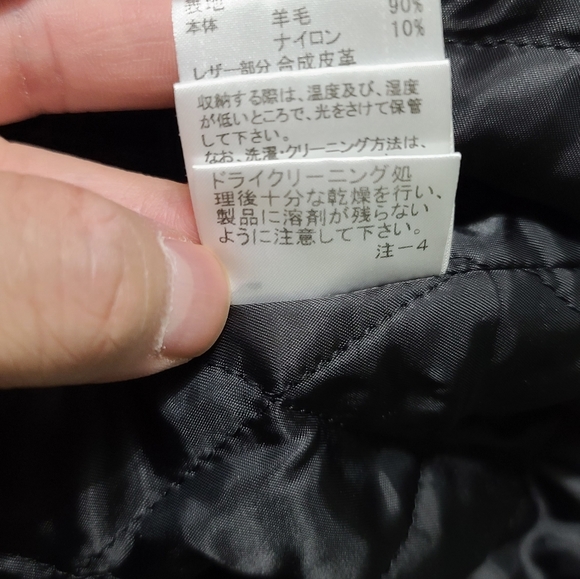 表地 90%
本体 羊毛 10%
ナイロン
レザー部分 合成皮革
収納する際は、温度及び、湿度
が低いところで、光をさけて保管
して下さい。
なお、洗濯・クリーニング方法は、
ドライクリーニング処
理後十分な乾燥を行い、
製品に溶剤が残らない
ように注意して下さい。
注－4